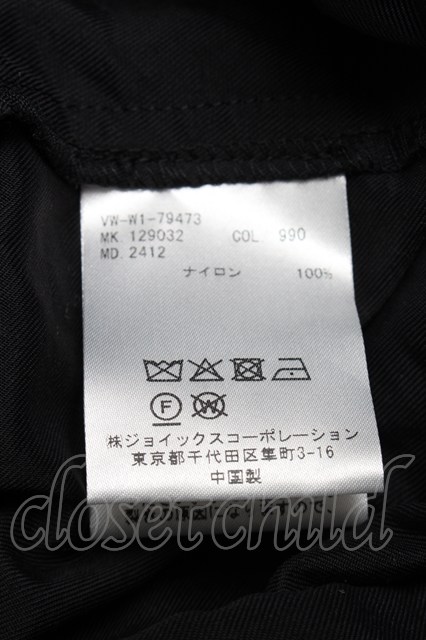 VW-W1-79473
MK. 129032 COL 990
MD. 2412
ナイロン 100%
F W
㈱ジョイックスコーポレーション
東京都千代田区隼町3-16
中国製
closet child